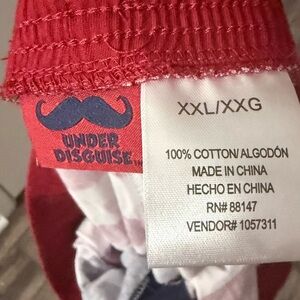 UNDER
DISGUISE
XXL/XXG
100% COTTON/ ALGODÓN
MADE IN CHINA
HECHO EN CHINA
RN# 88147
VENDOR# 1057311